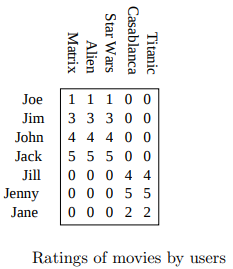 Matrix
Alien
Star Wars
Casablanca
Titanic
Joe 1 1 1 0 0
Jim 3 3 3 0 0
John 4 4 4 0 0
Jack 5 5 5 0 0
Jill 0 0 0 4 4
Jenny 0 0 0 5 5
Jane 0 0 0 2 2
Ratings of movies by users